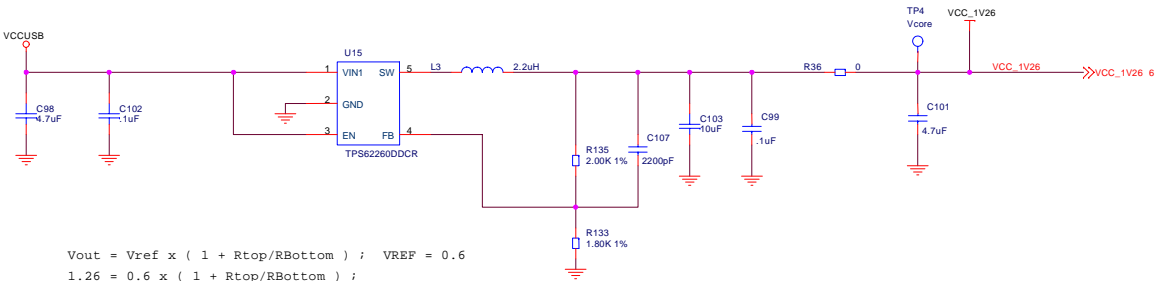 TP4
Vcore
VCC_1V26
VCCUSB
U15
1 VIN1 SW 5
L3 2.2uH
R36 0
VCC_1V26
VCC_1V26 6
2 GND
3 EN FB 4
TPS62260DDCR
C98
4.7uF
C102
.1uF
R135
2.00K 1%
C107
2200pF
C103
10uF
C99
.1uF
C101
4.7uF
R133
1.80K 1%
Vout = Vref x ( 1 + Rtop/RBottom ) ; VREF = 0.6
1.26 = 0.6 x ( 1 + Rtop/RBottom ) ;